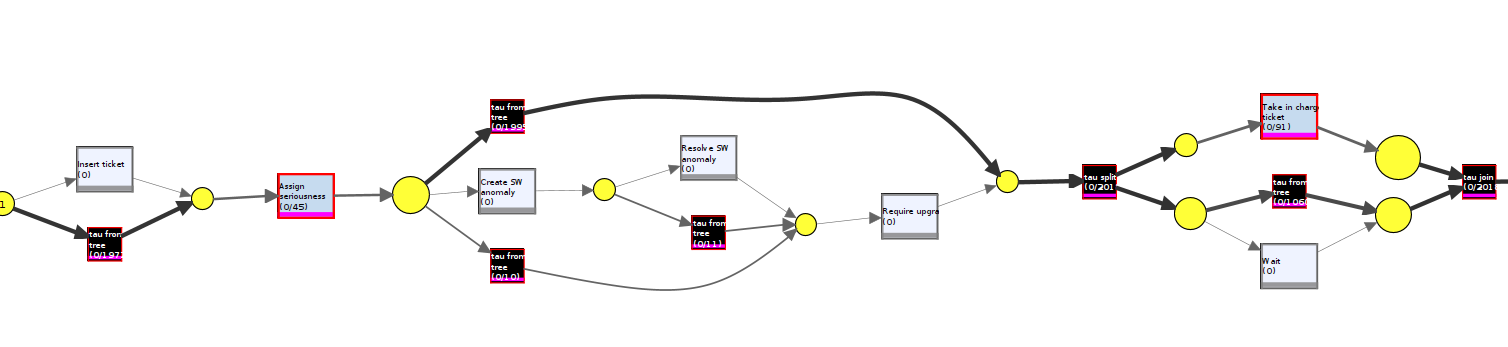 1
Insert ticket
(0)
tau from
tree
(0/197
Assign
seriousness
(0/45)
tau from
tree
(0/1995
Create SW
anomaly
(0)
tau from
tree
(0/10)
Resolve SW
anomaly
(0)
tau from
tree
(0/11)
Require upgra
(0)
tau split
(0/201
Take in charg
ticket
(0/91)
tau from
tree
(0/106
Wait
(0)
tau join
(0/201